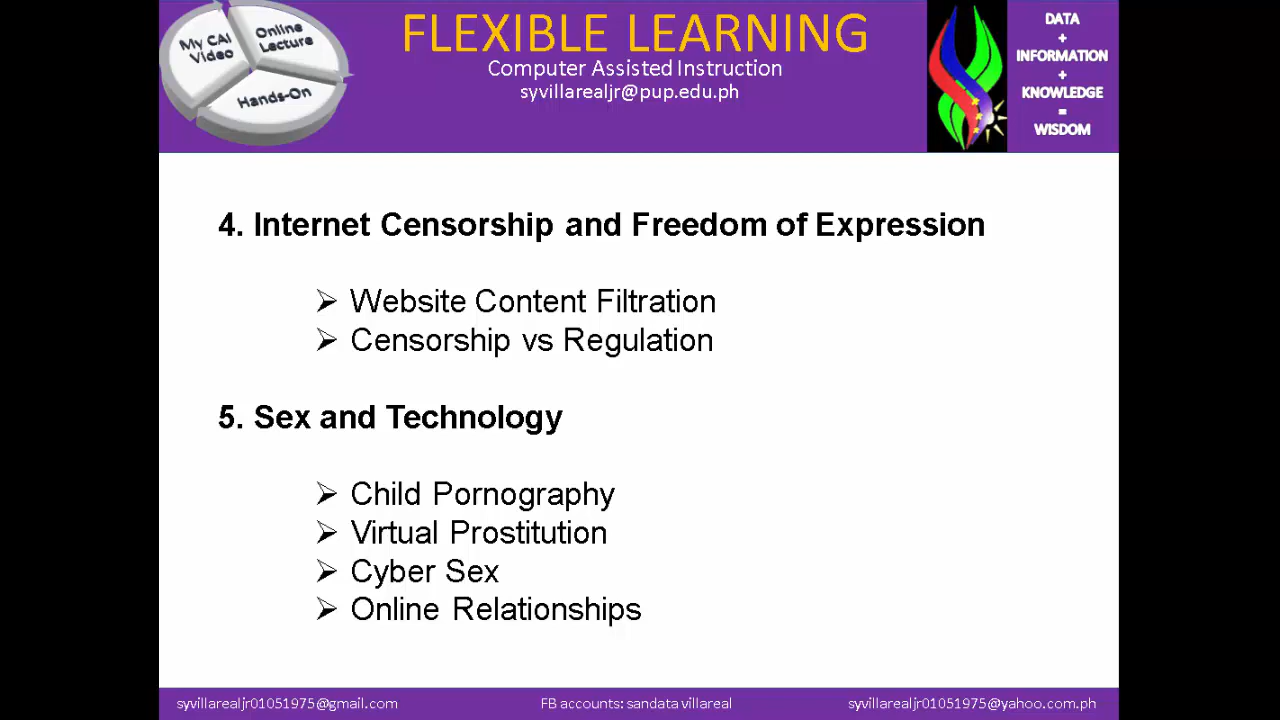 My CAI
Video
Online
Lecture
Hands-On
FLEXIBLE LEARNING
Computer Assisted Instruction
syvillarealjr@pup.edu.ph
DATA
+
INFORMATION
+
KNOWLEDGE
=
WISDOM
4. Internet Censorship and Freedom of Expression
➢ Website Content Filtration
➢ Censorship vs Regulation
5. Sex and Technology
➢ Child Pornography
➢ Virtual Prostitution
➢ Cyber Sex
➢ Online Relationships
syvillarealjr01051975@gmail.com
FB accounts: sandata villareal
syvillarealjr01051975@yahoo.com.ph